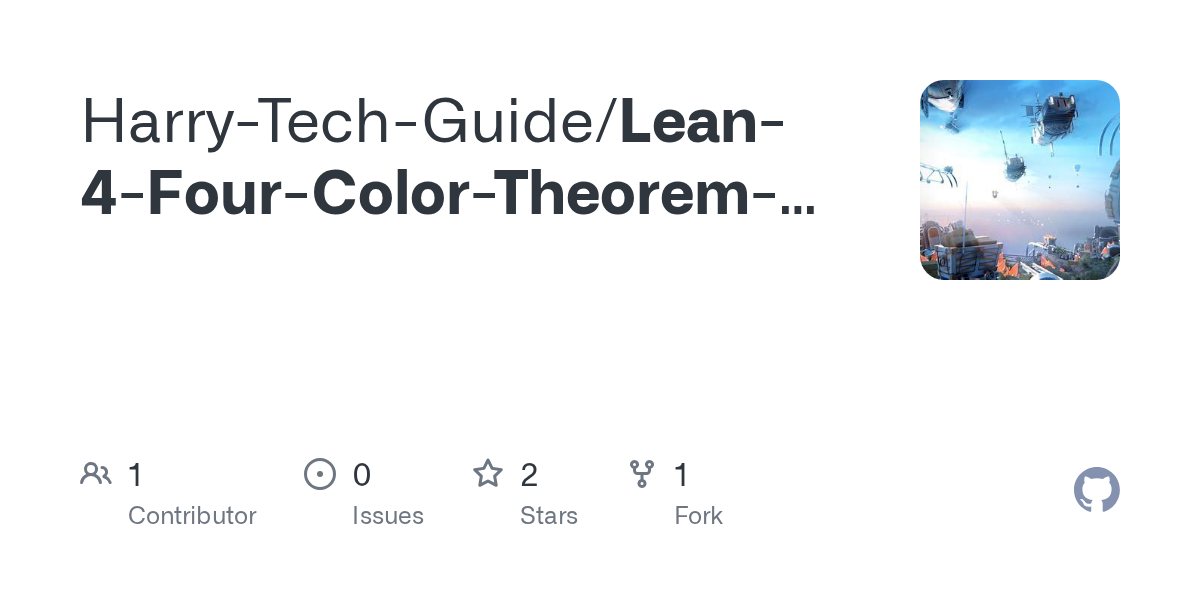 Harry-Tech-Guide/Lean-
4-Four-Color-Theorem-...
1
Contributor
0
Issues
2
Stars
1
Fork